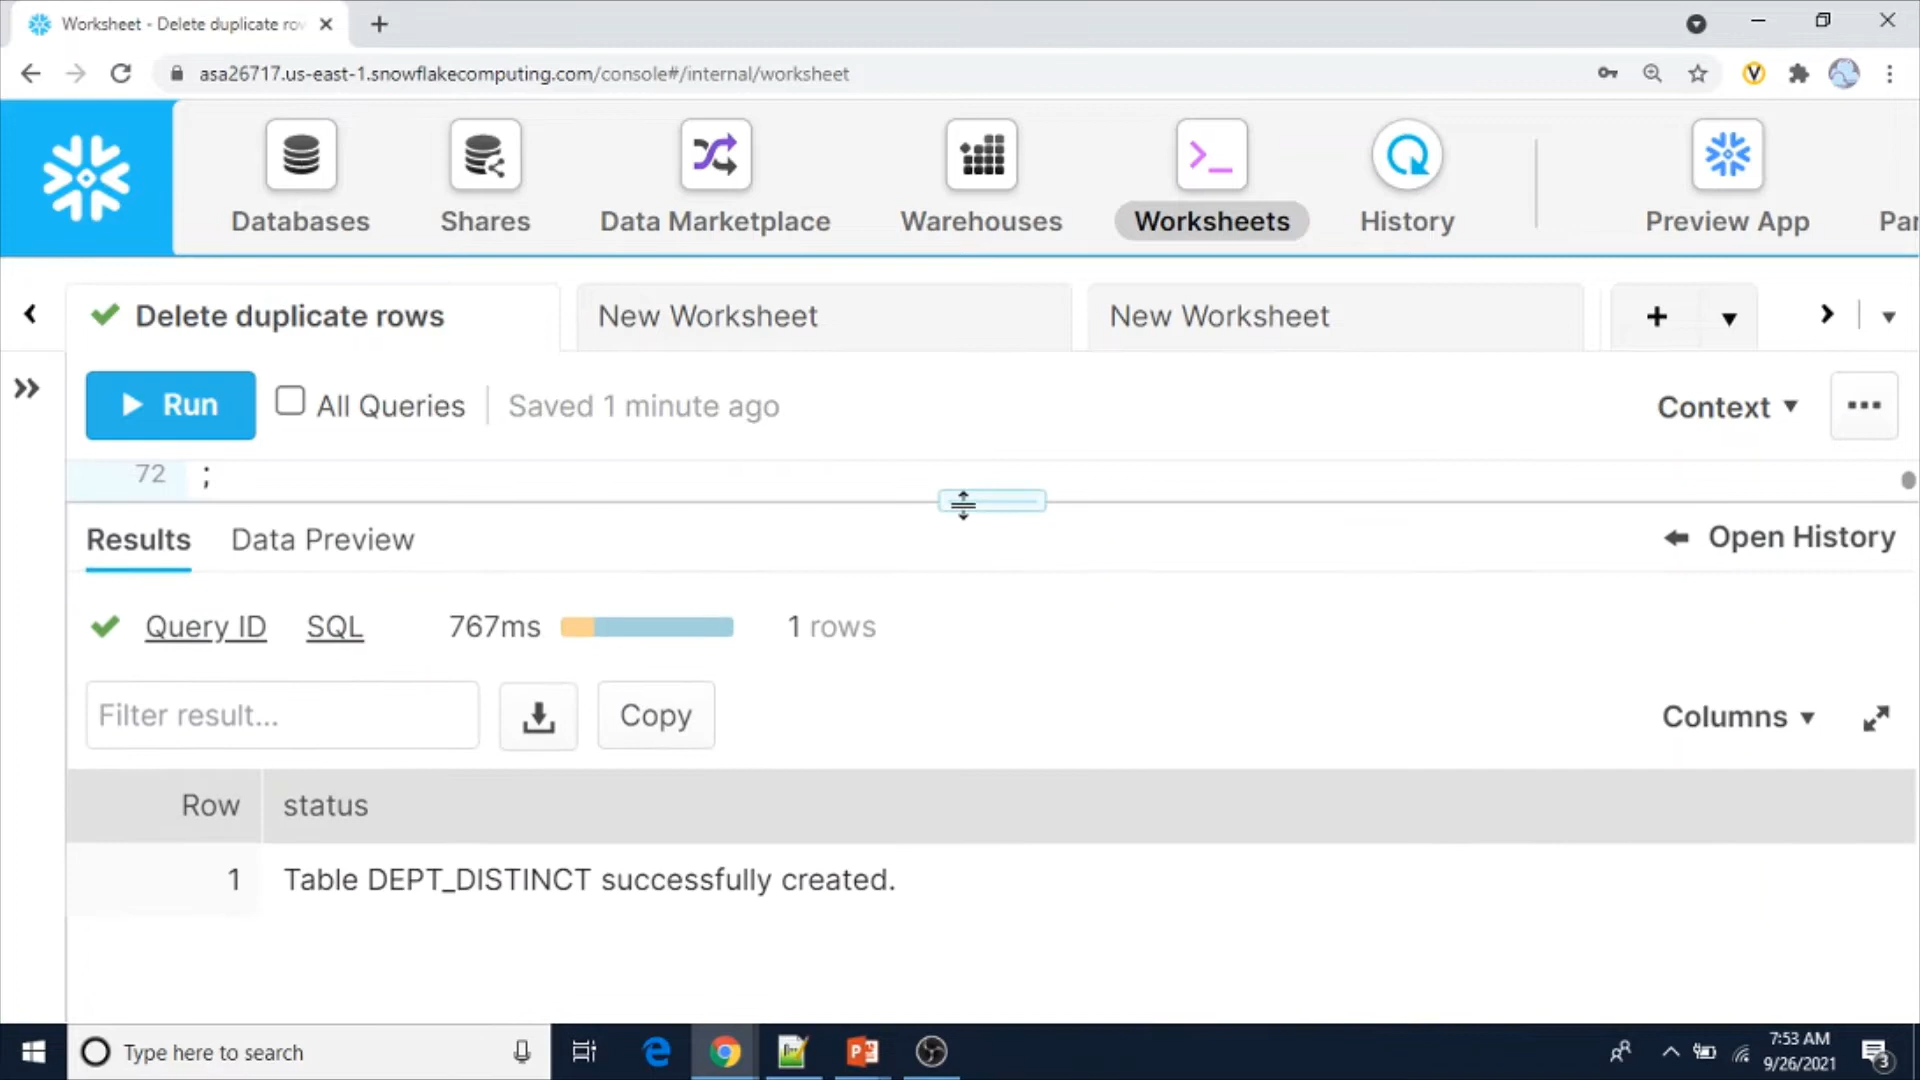 Worksheet - Delete duplicate row
asa26717.us-east-1.snowflakecomputing.com/console#/internal/worksheet
Databases
Shares
Data Marketplace
Warehouses
Worksheets
History
Preview App
Par
Delete duplicate rows
New Worksheet
New Worksheet
Run
All Queries
Saved 1 minute ago
Context
72 ;
Results
Data Preview
Open History
Query ID
SQL
767ms
1 rows
Filter result...
Copy
Columns
Row status
1 Table DEPT_DISTINCT successfully created.
Type here to search
7:53 AM
9/26/2021
3